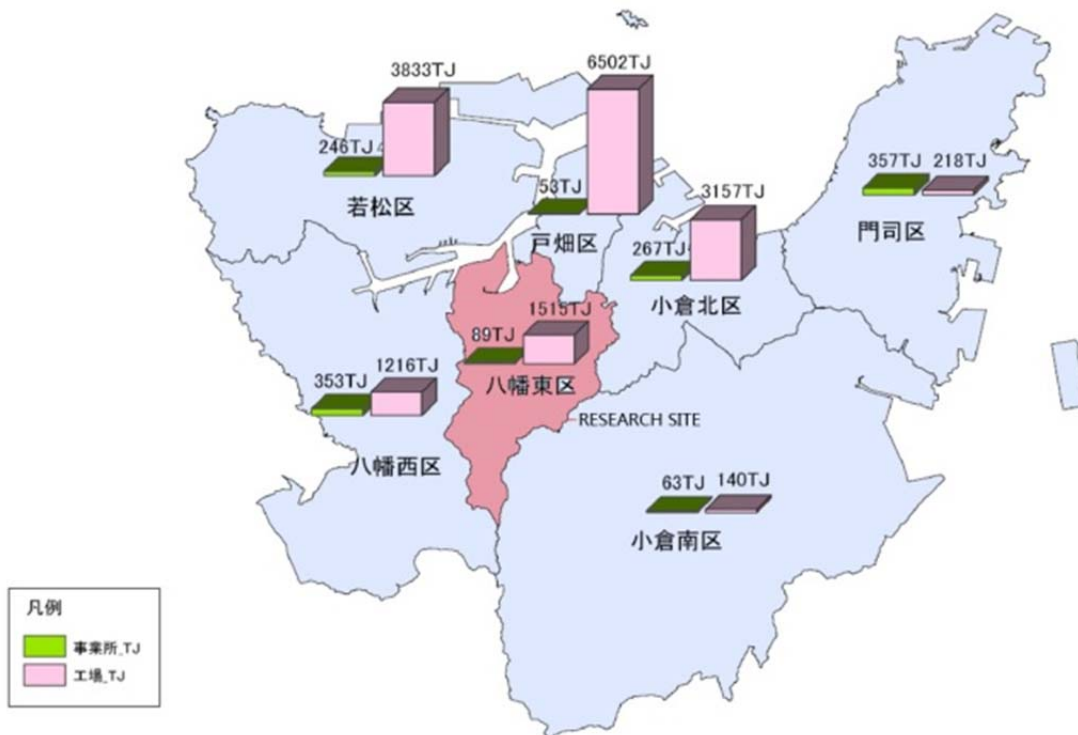 3833TJ
246TJ
若松区
6502TJ
53TJ
戸畑区
3157TJ
267TJ
小倉北区
357TJ
218TJ
門司区
1515TJ
89TJ
八幡東区
RESEARCH SITE
1216TJ
353TJ
八幡西区
63TJ
140TJ
小倉南区
凡例
事業所_TJ
工場_TJ